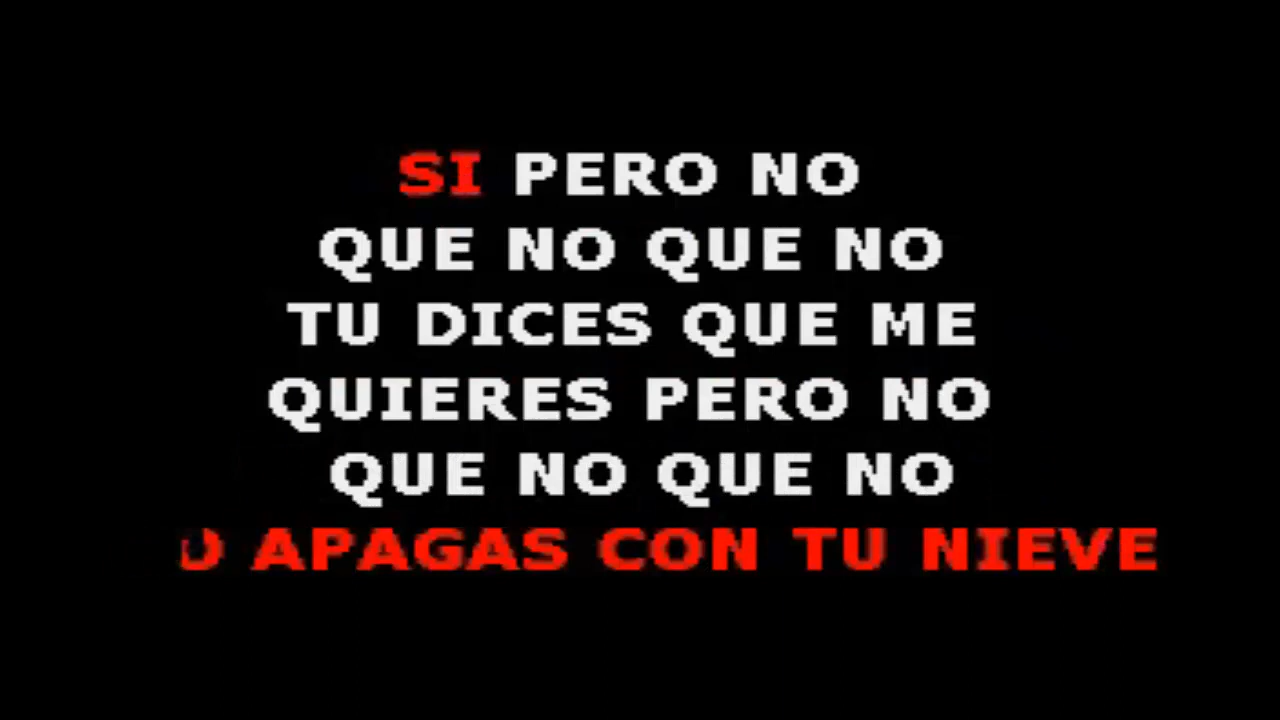 SI PERO NO
QUE NO QUE NO
TU DICES QUE ME
QUIERES PERO NO
QUE NO QUE NO
APAGAS CON TU NIEVE